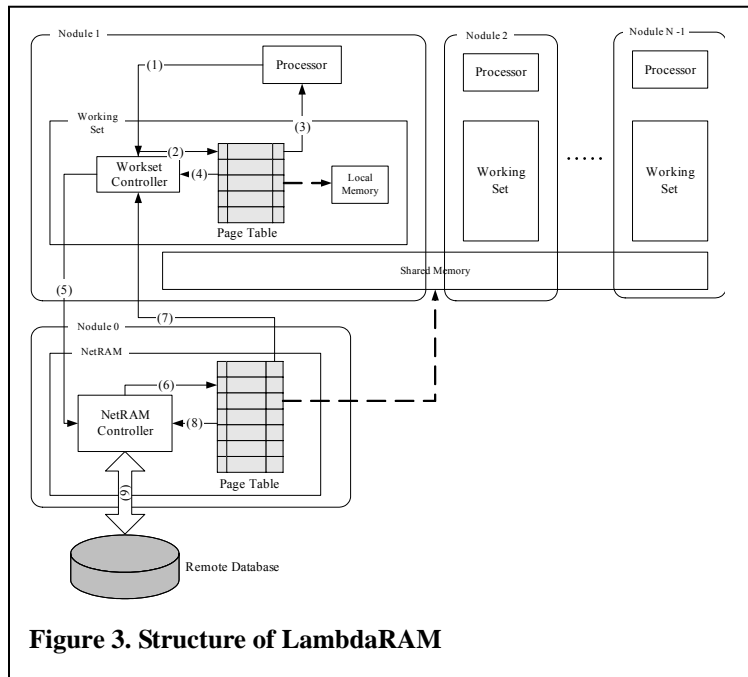 Nodule 1
Nodule 2
Nodule N -1
(1)
Processor
Processor
Processor
(3)
Working
Set
(2)
Workset
Controller
(4)
Local
Memory
Page Table
Working
Set
.....
Working
Set
Shared Memory
(5)
(7)
Nodule 0
NetRAM
(6)
NetRAM
Controller
(8)
Page Table
(9)
Remote Database
Figure 3. Structure of LambdaRAM